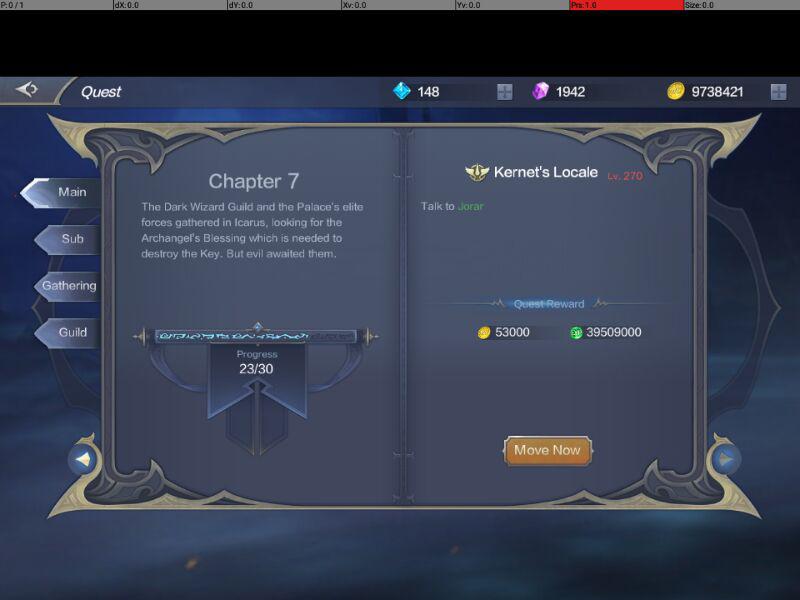 P: 0 / 1 dX: 0.0 dY: 0.0 Xv: 0.0 Yv: 0.0 Prs: 1.0 Size: 0.0
Quest 148 1942 9738421
Main
Sub
Gathering
Guild
Chapter 7
The Dark Wizard Guild and the Palace's elite
forces gathered in Icarus, looking for the
Archangel's Blessing which is needed to
destroy the Key. But evil awaited them.
Progress
23/30
Kernet's Locale Lv. 270
Talk to Jorar
Quest Reward
53000 39509000
Move Now